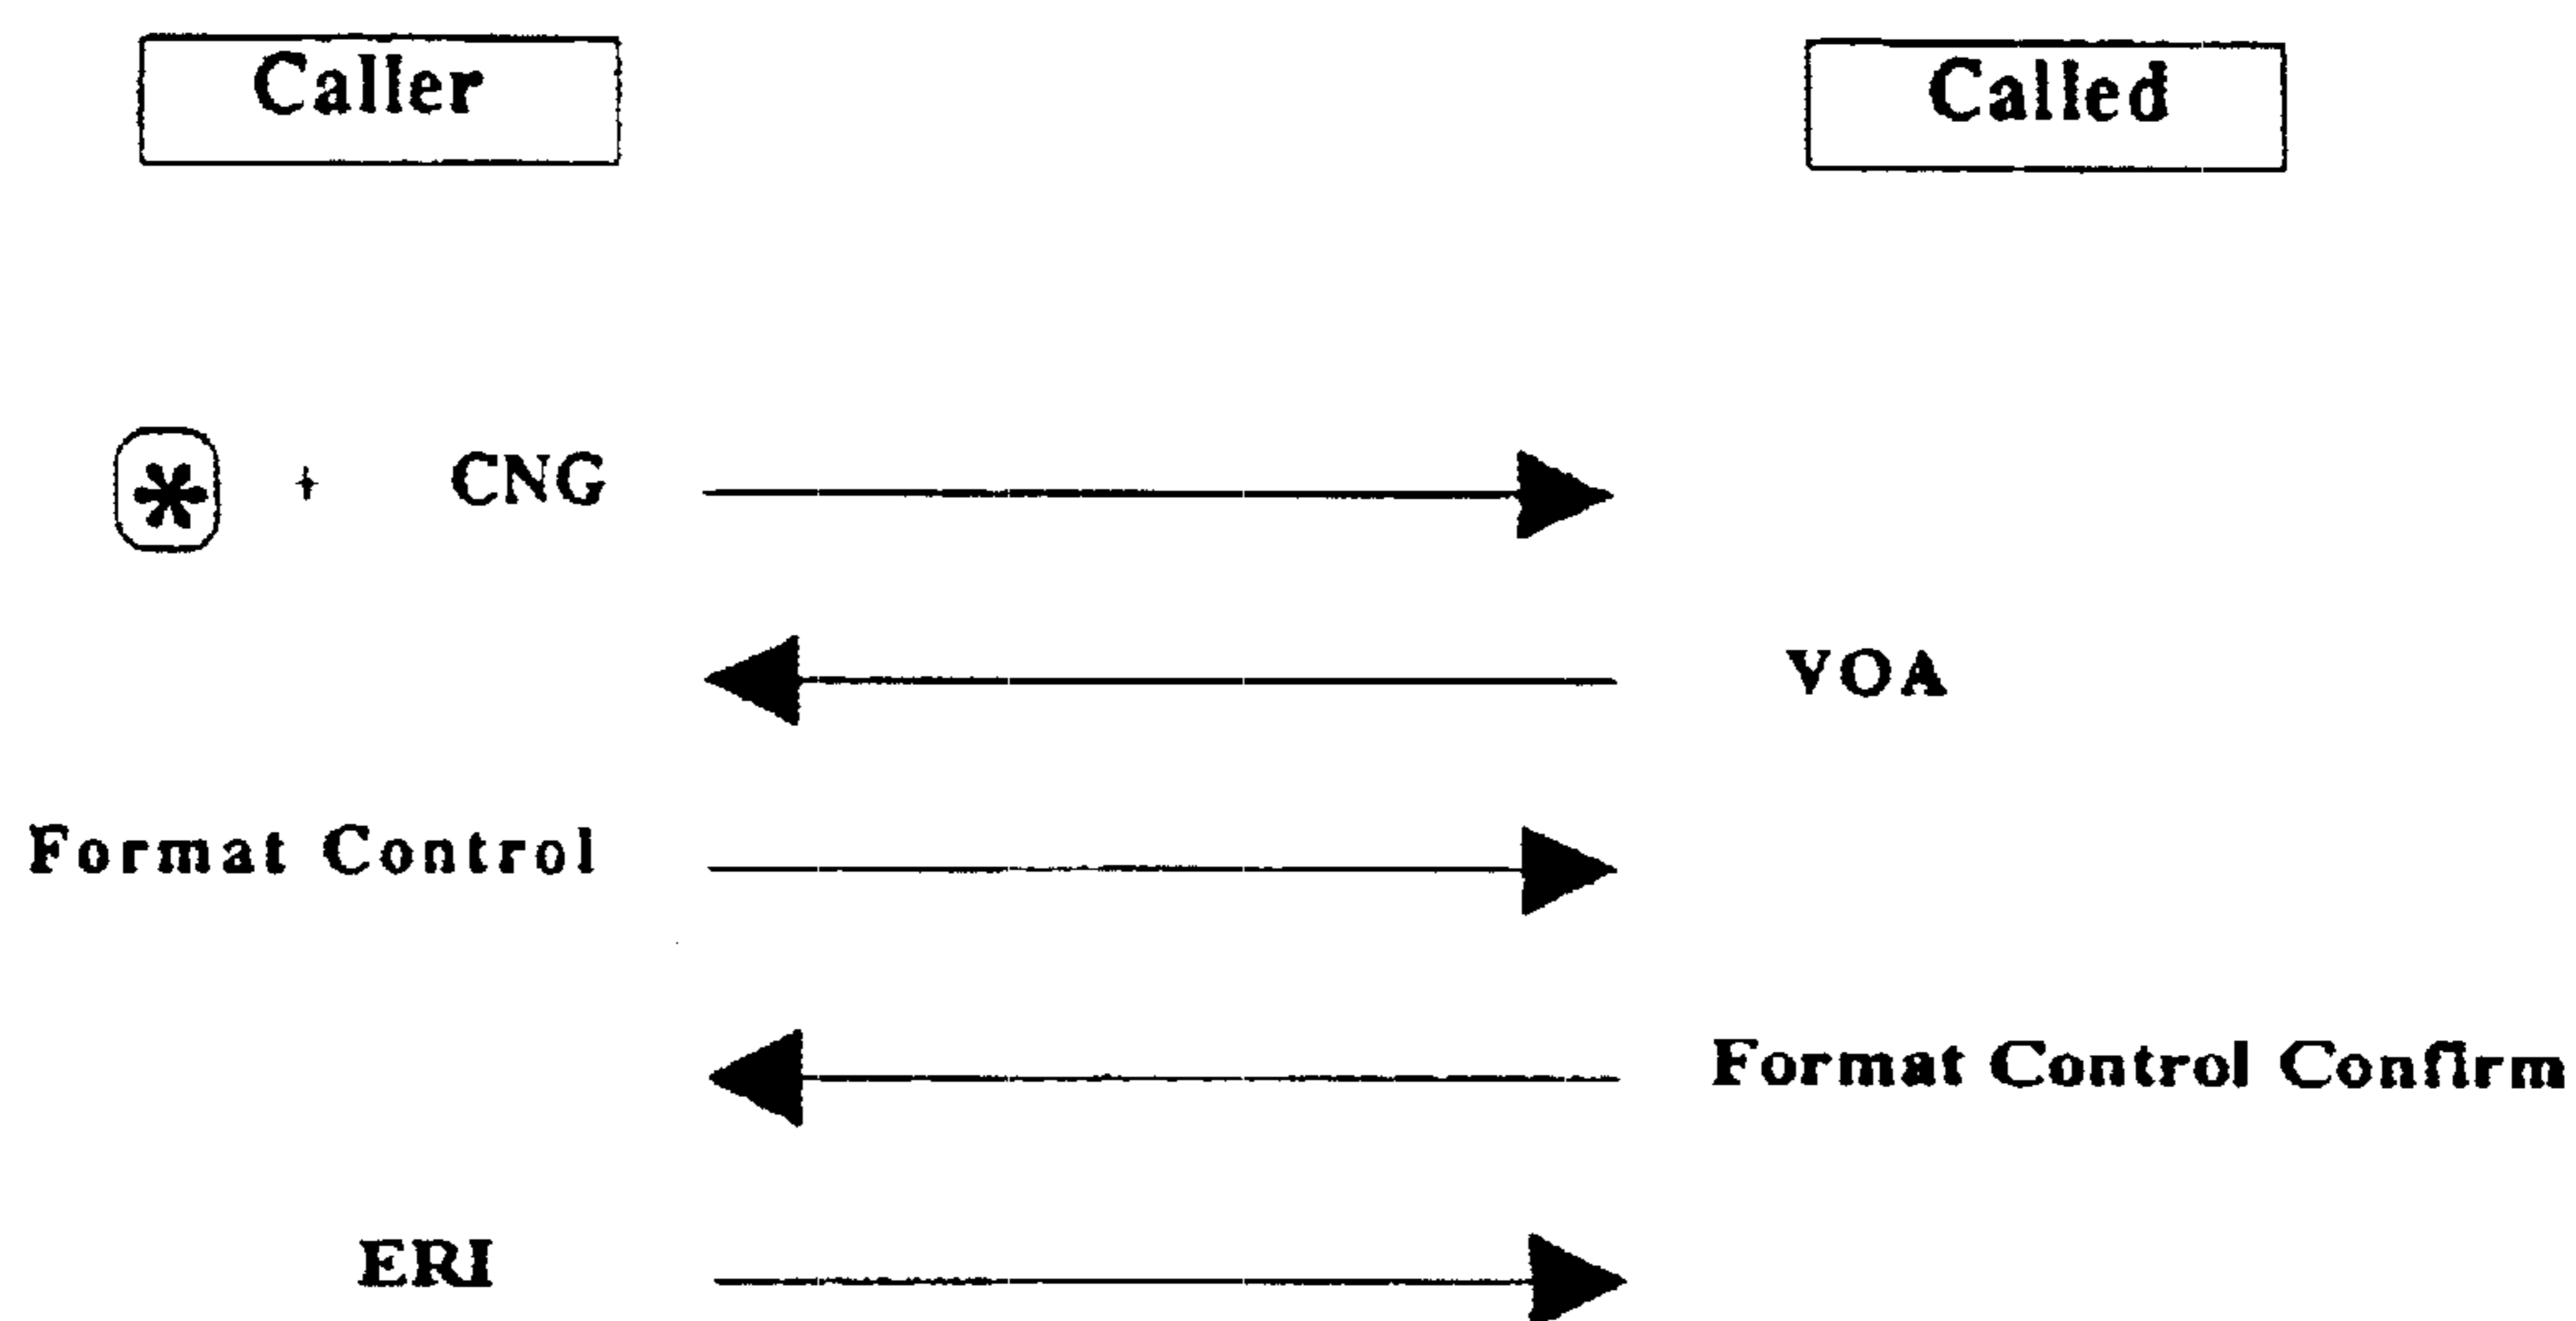 Caller
Called
* + CNG
VOA
Format Control
Format Control Confirm
ERI